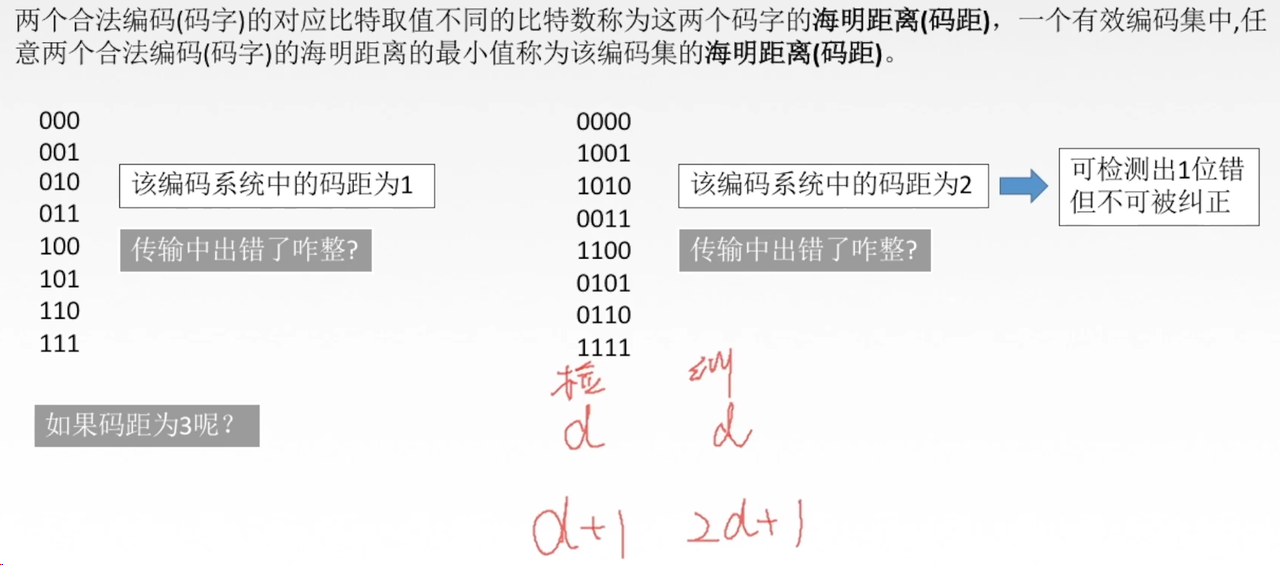 两个合法编码(码字)的对应比特取值不同的比特数称为这两个码字的海明距离(码距)，一个有效编码集中,任
意两个合法编码(码字)的海明距离的最小值称为该编码集的海明距离(码距)。
000
001
010
011
100
101
110
111
该编码系统中的码距为1
传输中出错了咋整?
0000
1001
1010
0011
1100
0101
0110
1111
该编码系统中的码距为2
传输中出错了咋整?
可检测出1位错
但不可被纠正
如果码距为3呢？
检 纠
d d
d+1 2d+1